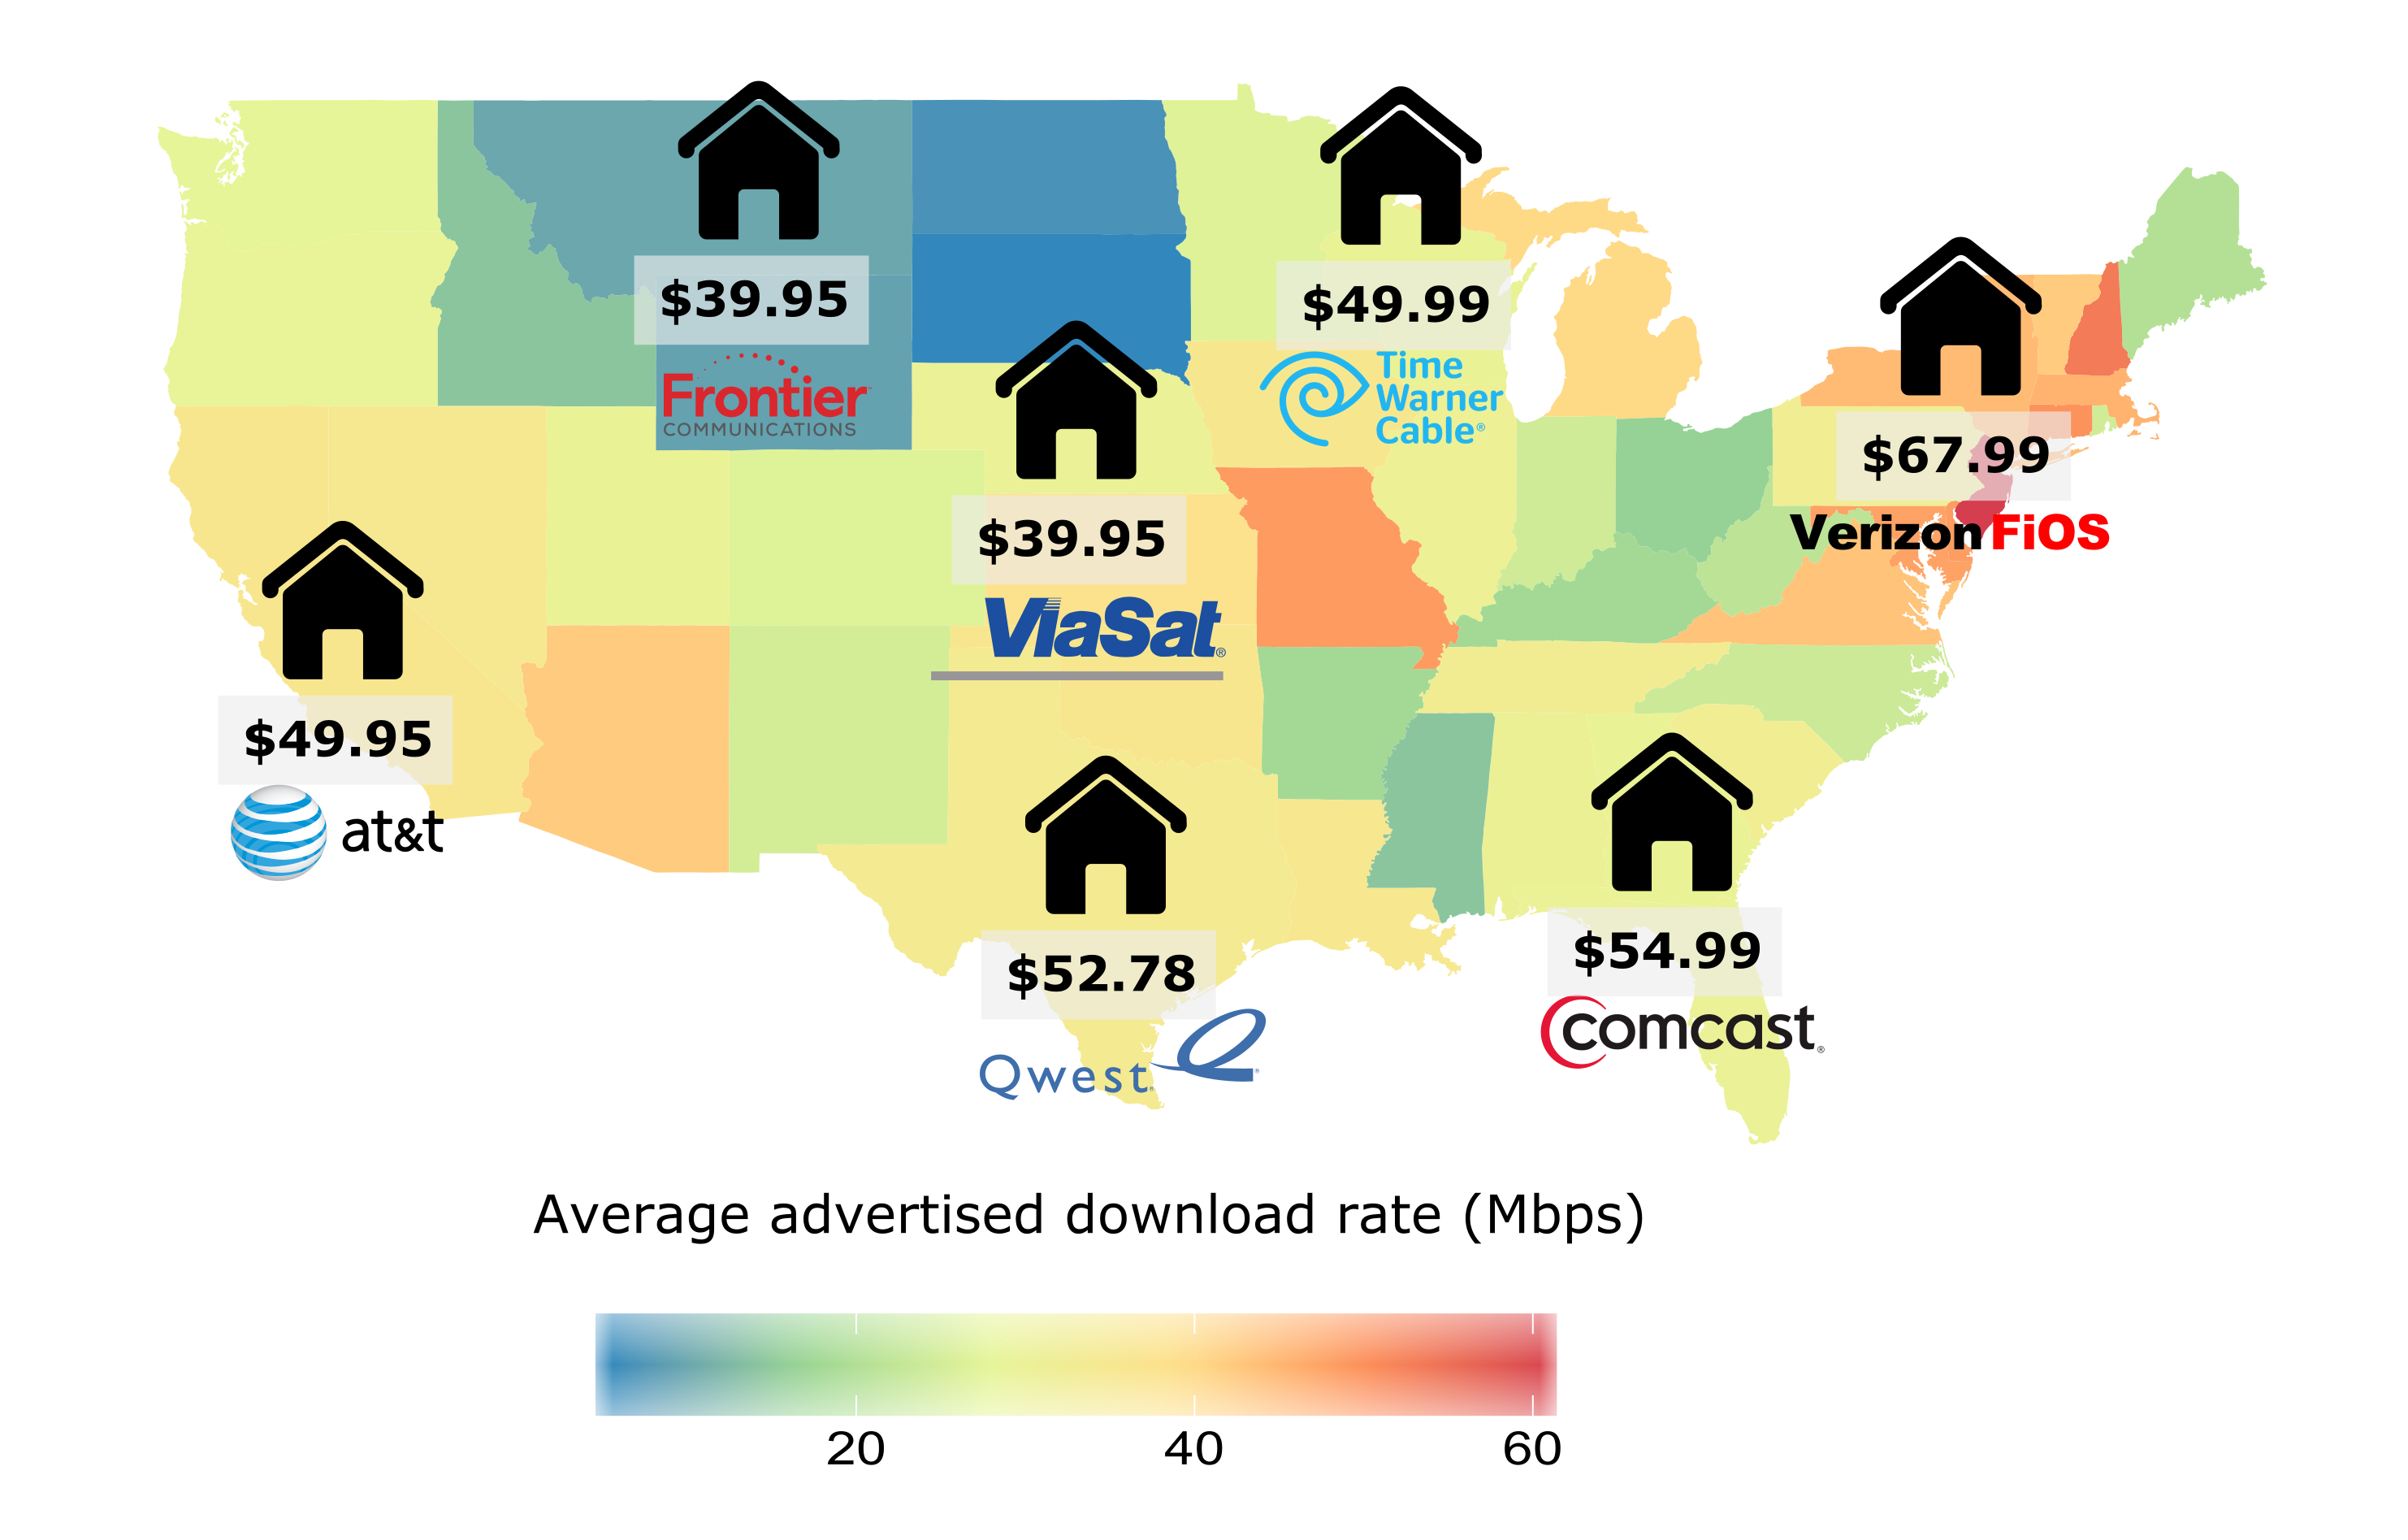 $39.95
Frontier™
COMMUNICATIONS
$49.99
Time
Warner
Cable®
$67.99
Verizon FiOS
$39.95
ViaSat®
$49.95
at&t
$52.78
Qwest®
$54.99
Comcast®
Average advertised download rate (Mbps)
20 40 60